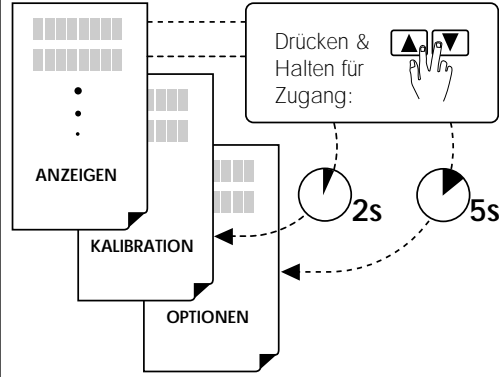 Drücken &
Halten für
Zugang:
ANZEIGEN
2s
5s
KALIBRATION
OPTIONEN